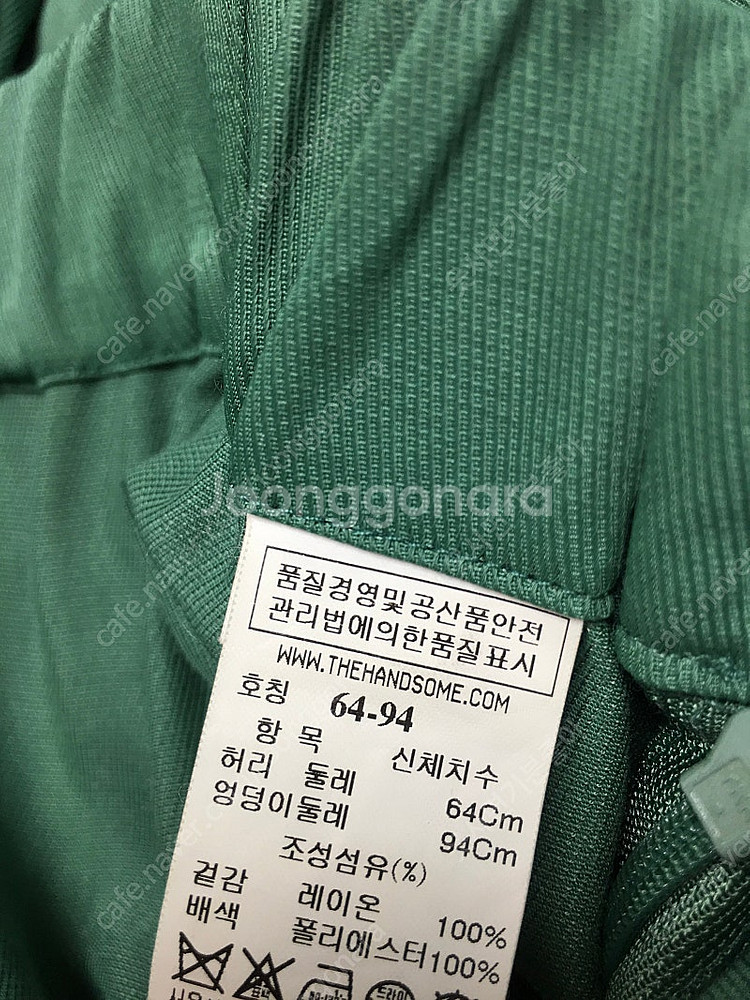 Joonggonara
품질경영및공산품안전
관리법에의한품질표시
WWW.THEHANDSOME.COM
호칭 64-94
항 목 신체치수
허리 둘레 64Cm
엉덩이둘레 94Cm
조성섬유(%)
겉감 레이온 100%
배색 폴리에스터100%
드라이